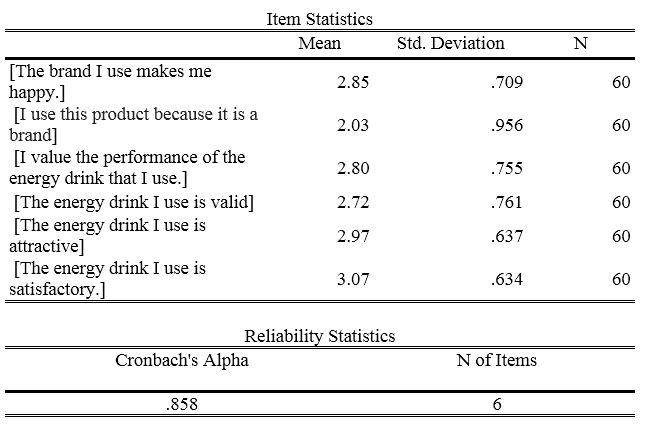 Item Statistics
Mean Std. Deviation N
[The brand I use makes me
happy.] 2.85 .709 60
[I use this product because it is a
brand] 2.03 .956 60
[I value the performance of the
energy drink that I use.] 2.80 .755 60
[The energy drink I use is valid] 2.72 .761 60
[The energy drink I use is
attractive] 2.97 .637 60
[The energy drink I use is
satisfactory.] 3.07 .634 60
Reliability Statistics
Cronbach's Alpha N of Items
.858 6